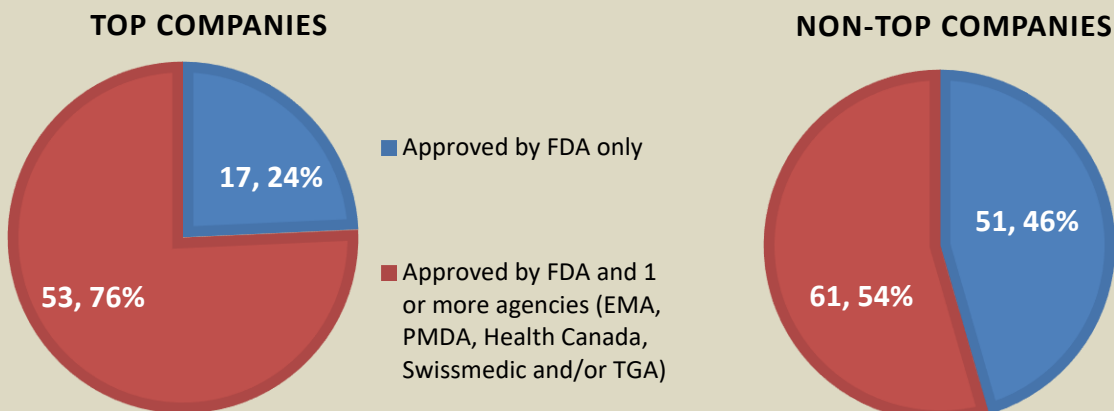 TOP COMPANIES
17, 24%
53, 76%
Approved by FDA only
Approved by FDA and 1
or more agencies (EMA,
PMDA, Health Canada,
Swissmedic and/or TGA)
NON-TOP COMPANIES
51, 46%
61, 54%